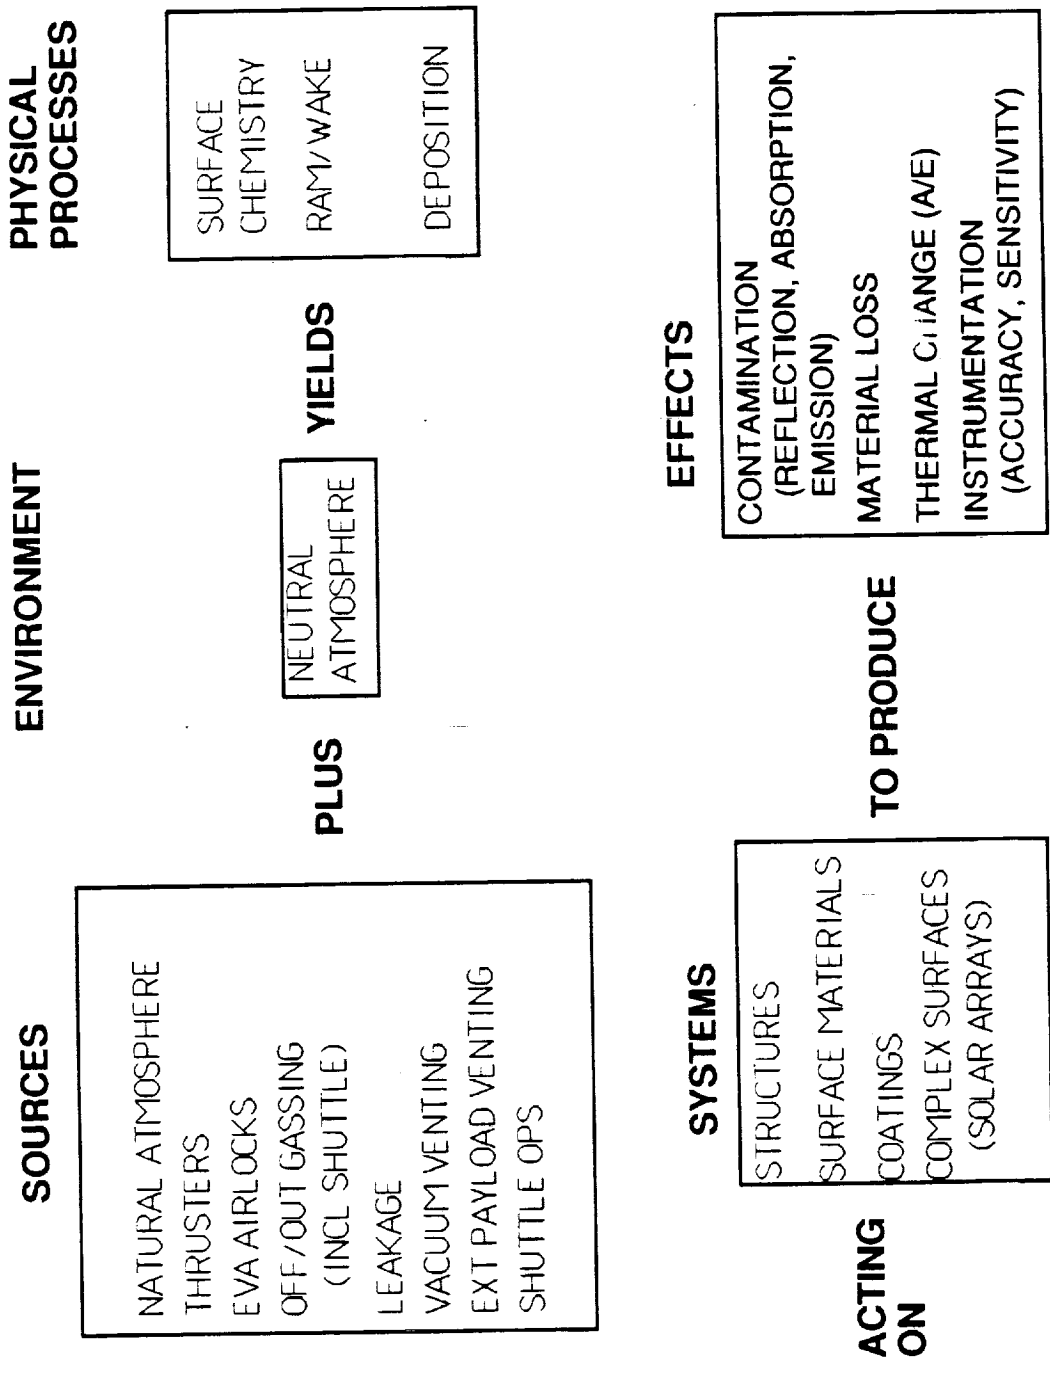 SOURCES
NATURAL ATMOSPHERE
THRUSTERS
EVA AIRLOCKS
OFF/OUT GASSING
(INCL SHUTTLE)
LEAKAGE
VACUUM VENTING
EXT PAYLOAD VENTING
SHUTTLE OPS
PLUS
ENVIRONMENT
NEUTRAL
ATMOSPHERE
YIELDS
PHYSICAL
PROCESSES
SURFACE
CHEMISTRY
RAM/WAKE
DEPOSITION
ACTING
ON
SYSTEMS
STRUCTURES
SURFACE MATERIALS
COATINGS
COMPLEX SURFACES
(SOLAR ARRAYS)
TO PRODUCE
EFFECTS
CONTAMINATION
(REFLECTION, ABSORPTION,
EMISSION)
MATERIAL LOSS
THERMAL CHANGE (A/E)
INSTRUMENTATION
(ACCURACY, SENSITIVITY)